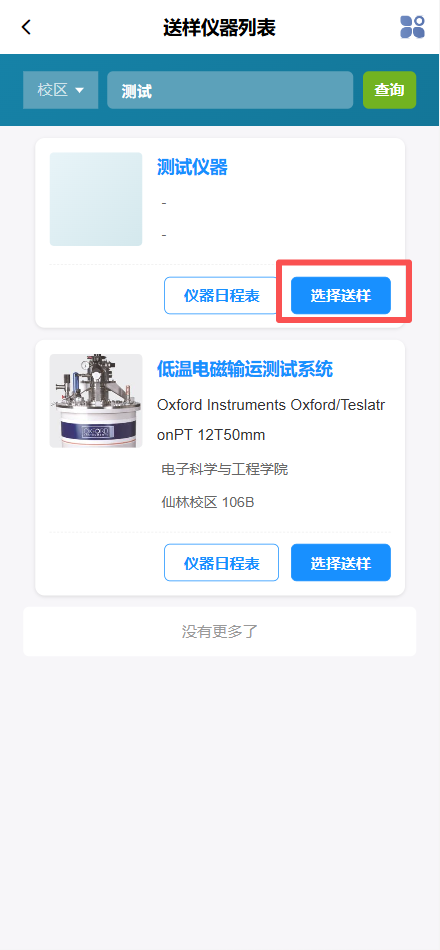 送样仪器列表
校区
测试
查询
测试仪器
-
-
仪器日程表
选择送样
低温电磁输运测试系统
Oxford Instruments Oxford/Teslatr
onPT 12T50mm
电子科学与工程学院
仙林校区 106B
OXFORD
仪器日程表
选择送样
没有更多了